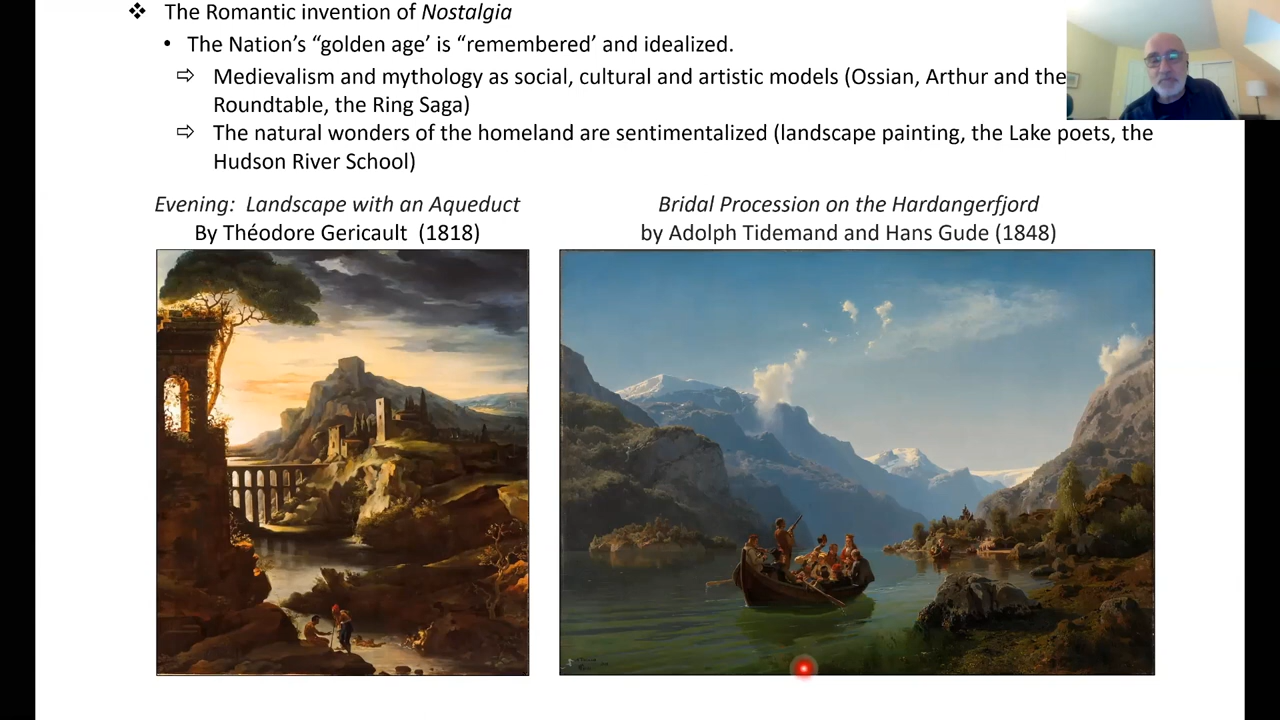 ❖ The Romantic invention of Nostalgia
• The Nation’s “golden age’ is “remembered’ and idealized.
⇨ Medievalism and mythology as social, cultural and artistic models (Ossian, Arthur and the
Roundtable, the Ring Saga)
⇨ The natural wonders of the homeland are sentimentalized (landscape painting, the Lake poets, the
Hudson River School)
Evening: Landscape with an Aqueduct
By Théodore Gericault (1818)
Bridal Procession on the Hardangerfjord
by Adolph Tidemand and Hans Gude (1848)